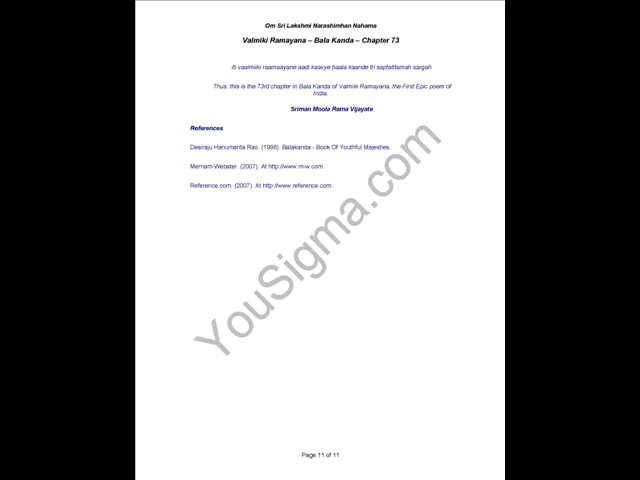 Om Sri Lakshmi Narashimhan Nahama
Valmiki Ramayana – Bala Kanda – Chapter 73
iti vaalmiiki raamaayane aadi kaavye baala kaande tri saptatitamah sargah
Thus, this is the 73rd chapter in Bala Kanda of Valmiki Ramayana, the First Epic poem of
India.
Sriman Moola Rama Vijayate
References
Desiraju Hanumanta Rao. (1998). Balakanda - Book Of Youthful Majesties.
Merriam-Webster. (2007). At http://www.m-w.com.
Reference.com. (2007). At http://www.reference.com.
YouSigma.com
Page 11 of 11